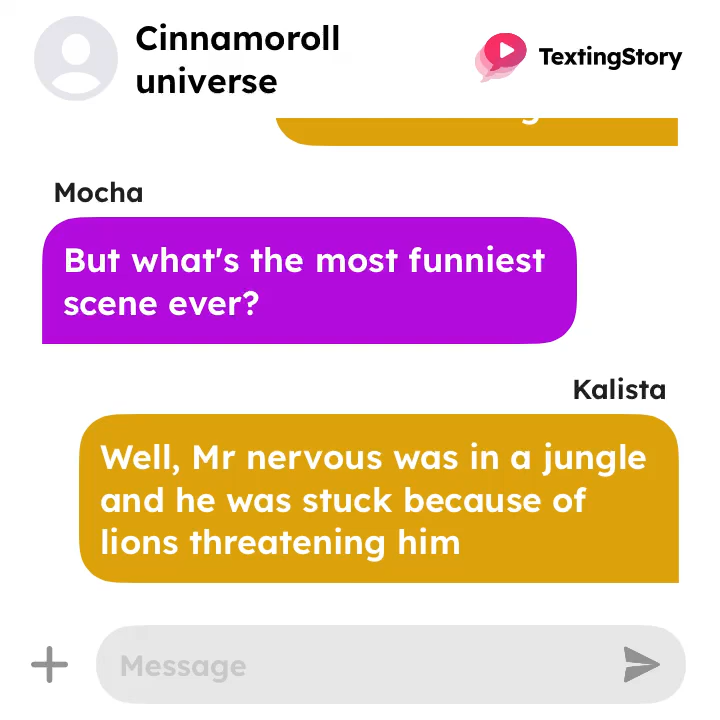 Cinnamoroll
universe
TextingStory
Mocha
But what's the most funniest
scene ever?
Kalista
Well, Mr nervous was in a jungle
and he was stuck because of
lions threatening him
Message